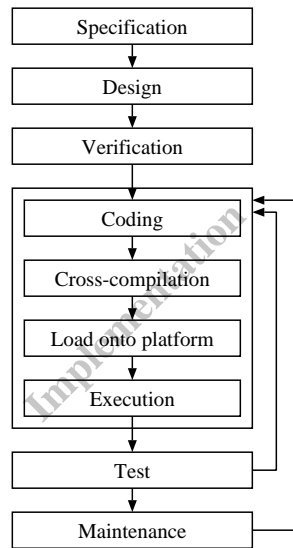 Specification
Design
Verification
Implementation
Coding
Cross-compilation
Load onto platform
Execution
Test
Maintenance